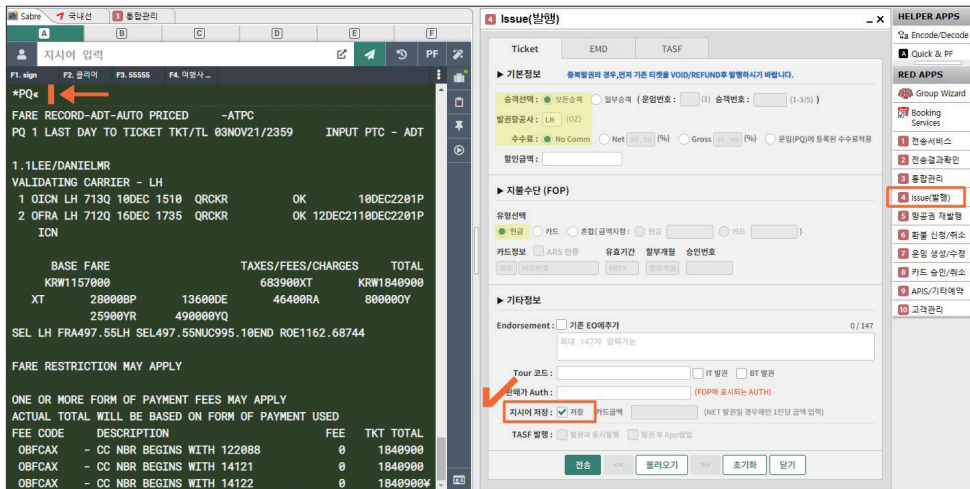 Sabre 국내선 3 통합관리
A B C D E F
지시어 입력 PF
F1. sign F2. 클리어 F3. 55555 F4. 여행사 ..
*PQ«
FARE RECORD-ADT-AUTO PRICED -ATPC
PQ 1 LAST DAY TO TICKET TKT/TL 03NOV21/2359 INPUT PTC - ADT
1.1LEE/DANIELMR
VALIDATING CARRIER - LH
1 OICN LH 713Q 10DEC 1510 QRCKR OK 10DEC2201P
2 OFRA LH 712Q 16DEC 1735 QRCKR OK 12DEC2110DEC2201P
ICN
BASE FARE TAXES/FEES/CHARGES TOTAL
KRW1157000 683900XT KRW1840900
XT 28000BP 13600DE 46400RA 80000OY
25900YR 490000YQ
SEL LH FRA497.55LH SEL497.55NUC995.10END ROE1162.68744
FARE RESTRICTION MAY APPLY
ONE OR MORE FORM OF PAYMENT FEES MAY APPLY
ACTUAL TOTAL WILL BE BASED ON FORM OF PAYMENT USED
FEE CODE DESCRIPTION FEE TKT TOTAL
OBFCAX - CC NBR BEGINS WITH 122088 0 1840900
OBFCAX - CC NBR BEGINS WITH 14121 0 1840900
OBFCAX - CC NBR BEGINS WITH 14122 0 1840900¥
4 Issue(발행)
Ticket EMD TASF
▶ 기본정보 중복발권의 경우,먼저 기존 티켓을 VOID/REFUND후 발행하시기 바랍니다.
승객선택 : 모든승객 일부승객 ( 운임번호 : (1) 승객번호 : (1-3/5) )
발권항공사 : LH (OZ)
수수료 : No Comm Net 99.99 (%) Gross 99.99 (%) 운임(PQ)에 등록된 수수료적용
할인금액 :
▶ 지불수단 (FOP)
유형선택
현금 카드 혼합( 금액지정 : 현금 카드 )
카드정보 ARS 인증 유효기간 할부개월 승인번호
코드 카드번호 MMYY 할부개월
▶ 기타정보
Endorsement : 기존 EO에추가 0 / 147
최대 147자 입력가능
Tour 코드 : IT 발권 BT 발권
판매가 Auth : (FOP에 표시되는 AUTH)
지시어 저장 : 저장 카드금액 (NET 발권일 경우에만 1인당 금액 입력)
TASF 발행 : 발권과 동시발행 발권 후 App팝업
전송 << 불러오기 >> 초기화 닫기
HELPER APPS
Encode/Decode
Quick & PF
RED APPS
Group Wizard
Booking Services
1 전송서비스
2 전송결과확인
3 통합관리
4 Issue(발행)
5 항공권 재발행
6 환불 신청/취소
7 운임 생성/수정
8 카드 승인/취소
9 APIS/기타예약
10 고객관리